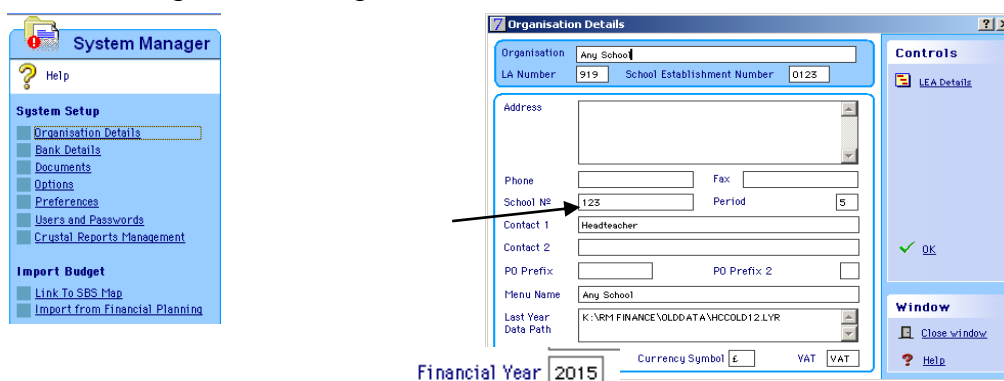 System Manager
Help
System Setup
Organisation Details
Bank Details
Documents
Options
Preferences
Users and Passwords
Crystal Reports Management
Import Budget
Link To SBS Map
Import from Financial Planning
7 Organisation Details
Organisation Any School
LA Number 919 School Establishment Number 0123
Address
Phone Fax
School Nº 123 Period 5
Contact 1 Headteacher
Contact 2
PO Prefix PO Prefix 2
Menu Name Any School
Last Year Data Path K:\RM FINANCE\OLDDATA\HCCOLD12.LYR
Financial Year 2015 Currency Symbol £ VAT VAT
Controls
LEA Details
OK
Window
Close window
Help